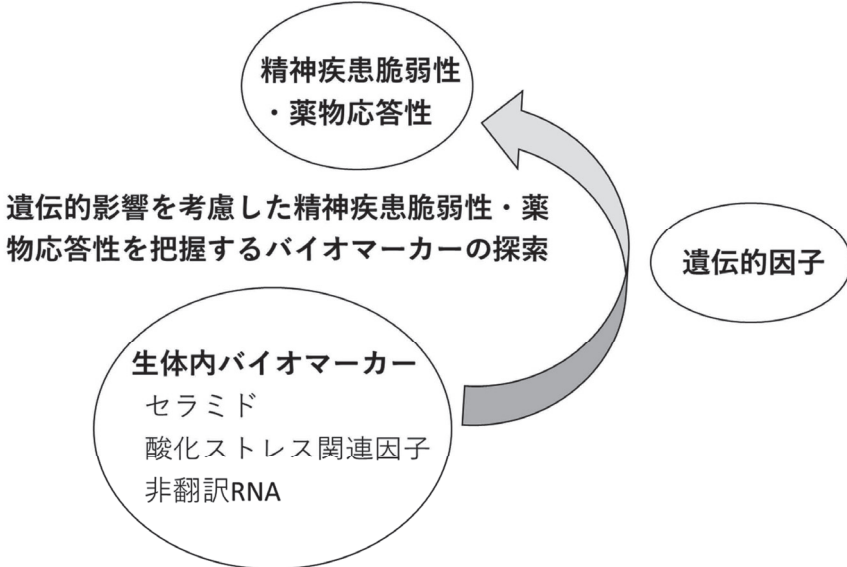 精神疾患脆弱性
・薬物応答性
遺伝的影響を考慮した精神疾患脆弱性・薬
物応答性を把握するバイオマーカーの探索
遺伝的因子
生体内バイオマーカー
セラミド
酸化ストレス関連因子
非翻訳RNA